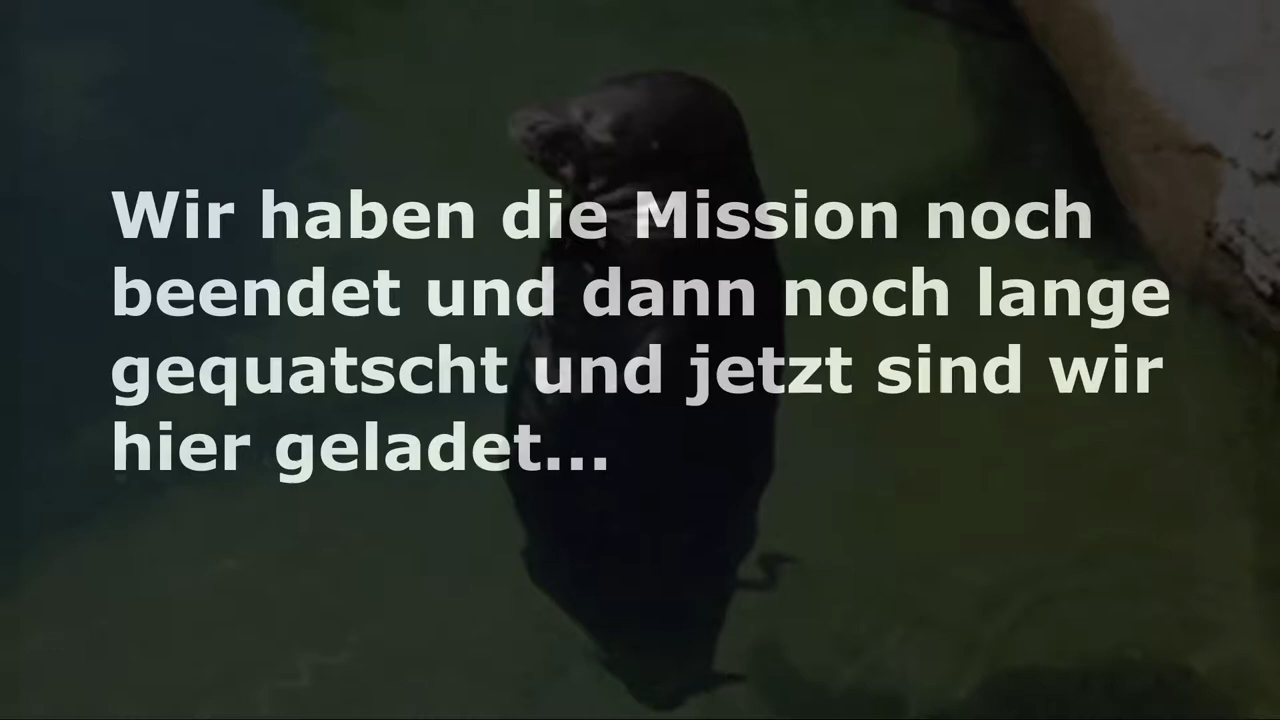 Wir haben die Mission noch
beendet und dann noch lange
gequatscht und jetzt sind wir
hier geladet...